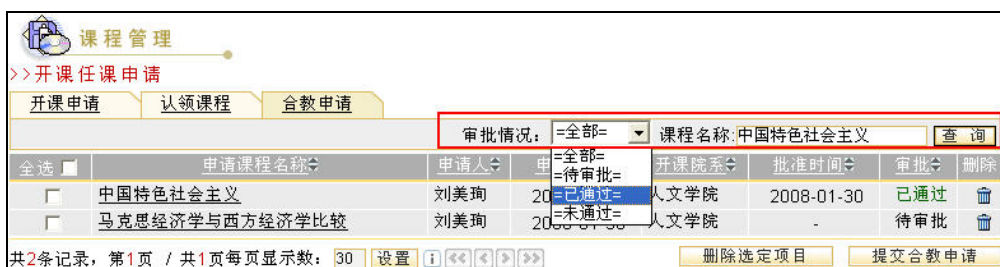 课程管理
>>开课任课申请
开课申请 认领课程 合教申请
审批情况: =全部= 课程名称: 中国特色社会主义 查 询
=全部=
=待审批=
=已通过=
=未通过=
全选 申请课程名称 申请人 开课院系 批准时间 审批 删除
中国特色社会主义 刘美珣 人文学院 2008-01-30 已通过
马克思经济学与西方经济学比较 刘美珣 人文学院 - 待审批
共2条记录, 第1页 / 共1页每页显示数: 30 设置 删除选定项目 提交合教申请